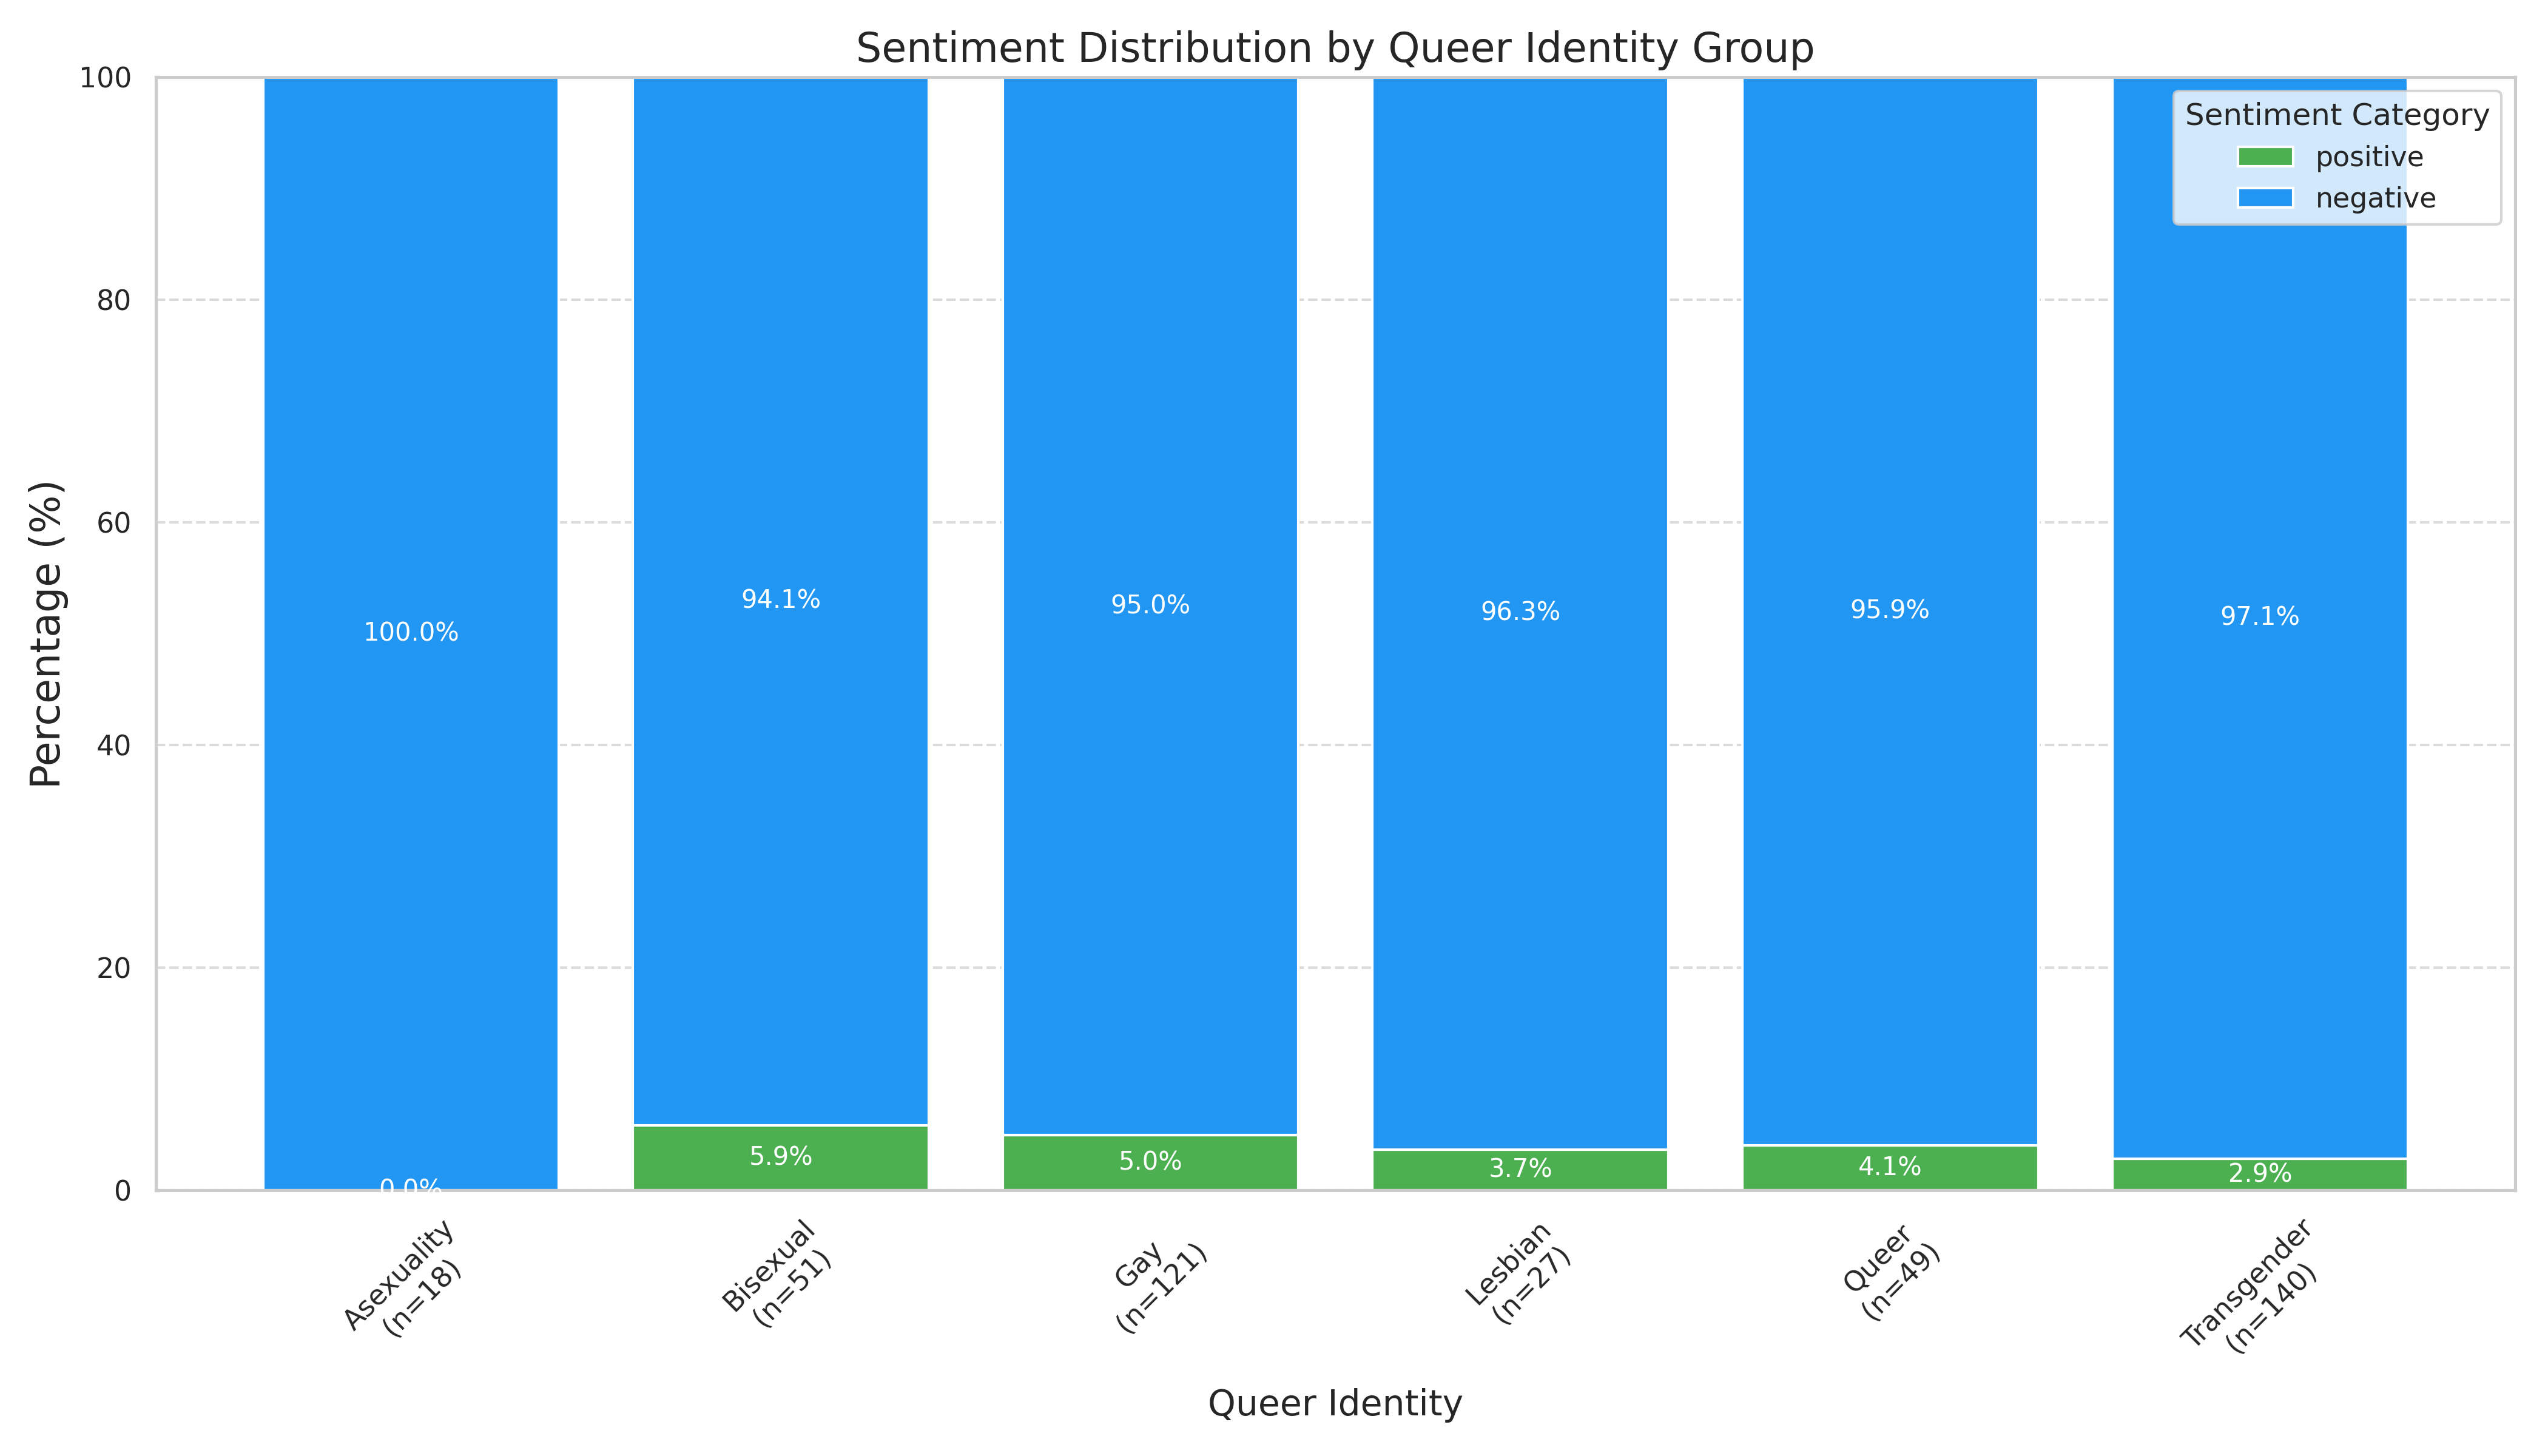 Sentiment Distribution by Queer Identity Group
Sentiment Category
positive
negative
Percentage (%)
100
80
60
40
20
0
100.0%
94.1%
95.0%
96.3%
95.9%
97.1%
0.0%
5.9%
5.0%
3.7%
4.1%
2.9%
Asexuality
(n=18)
Bisexual
(n=51)
Gay
(n=121)
Lesbian
(n=27)
Queer
(n=49)
Transgender
(n=140)
Queer Identity